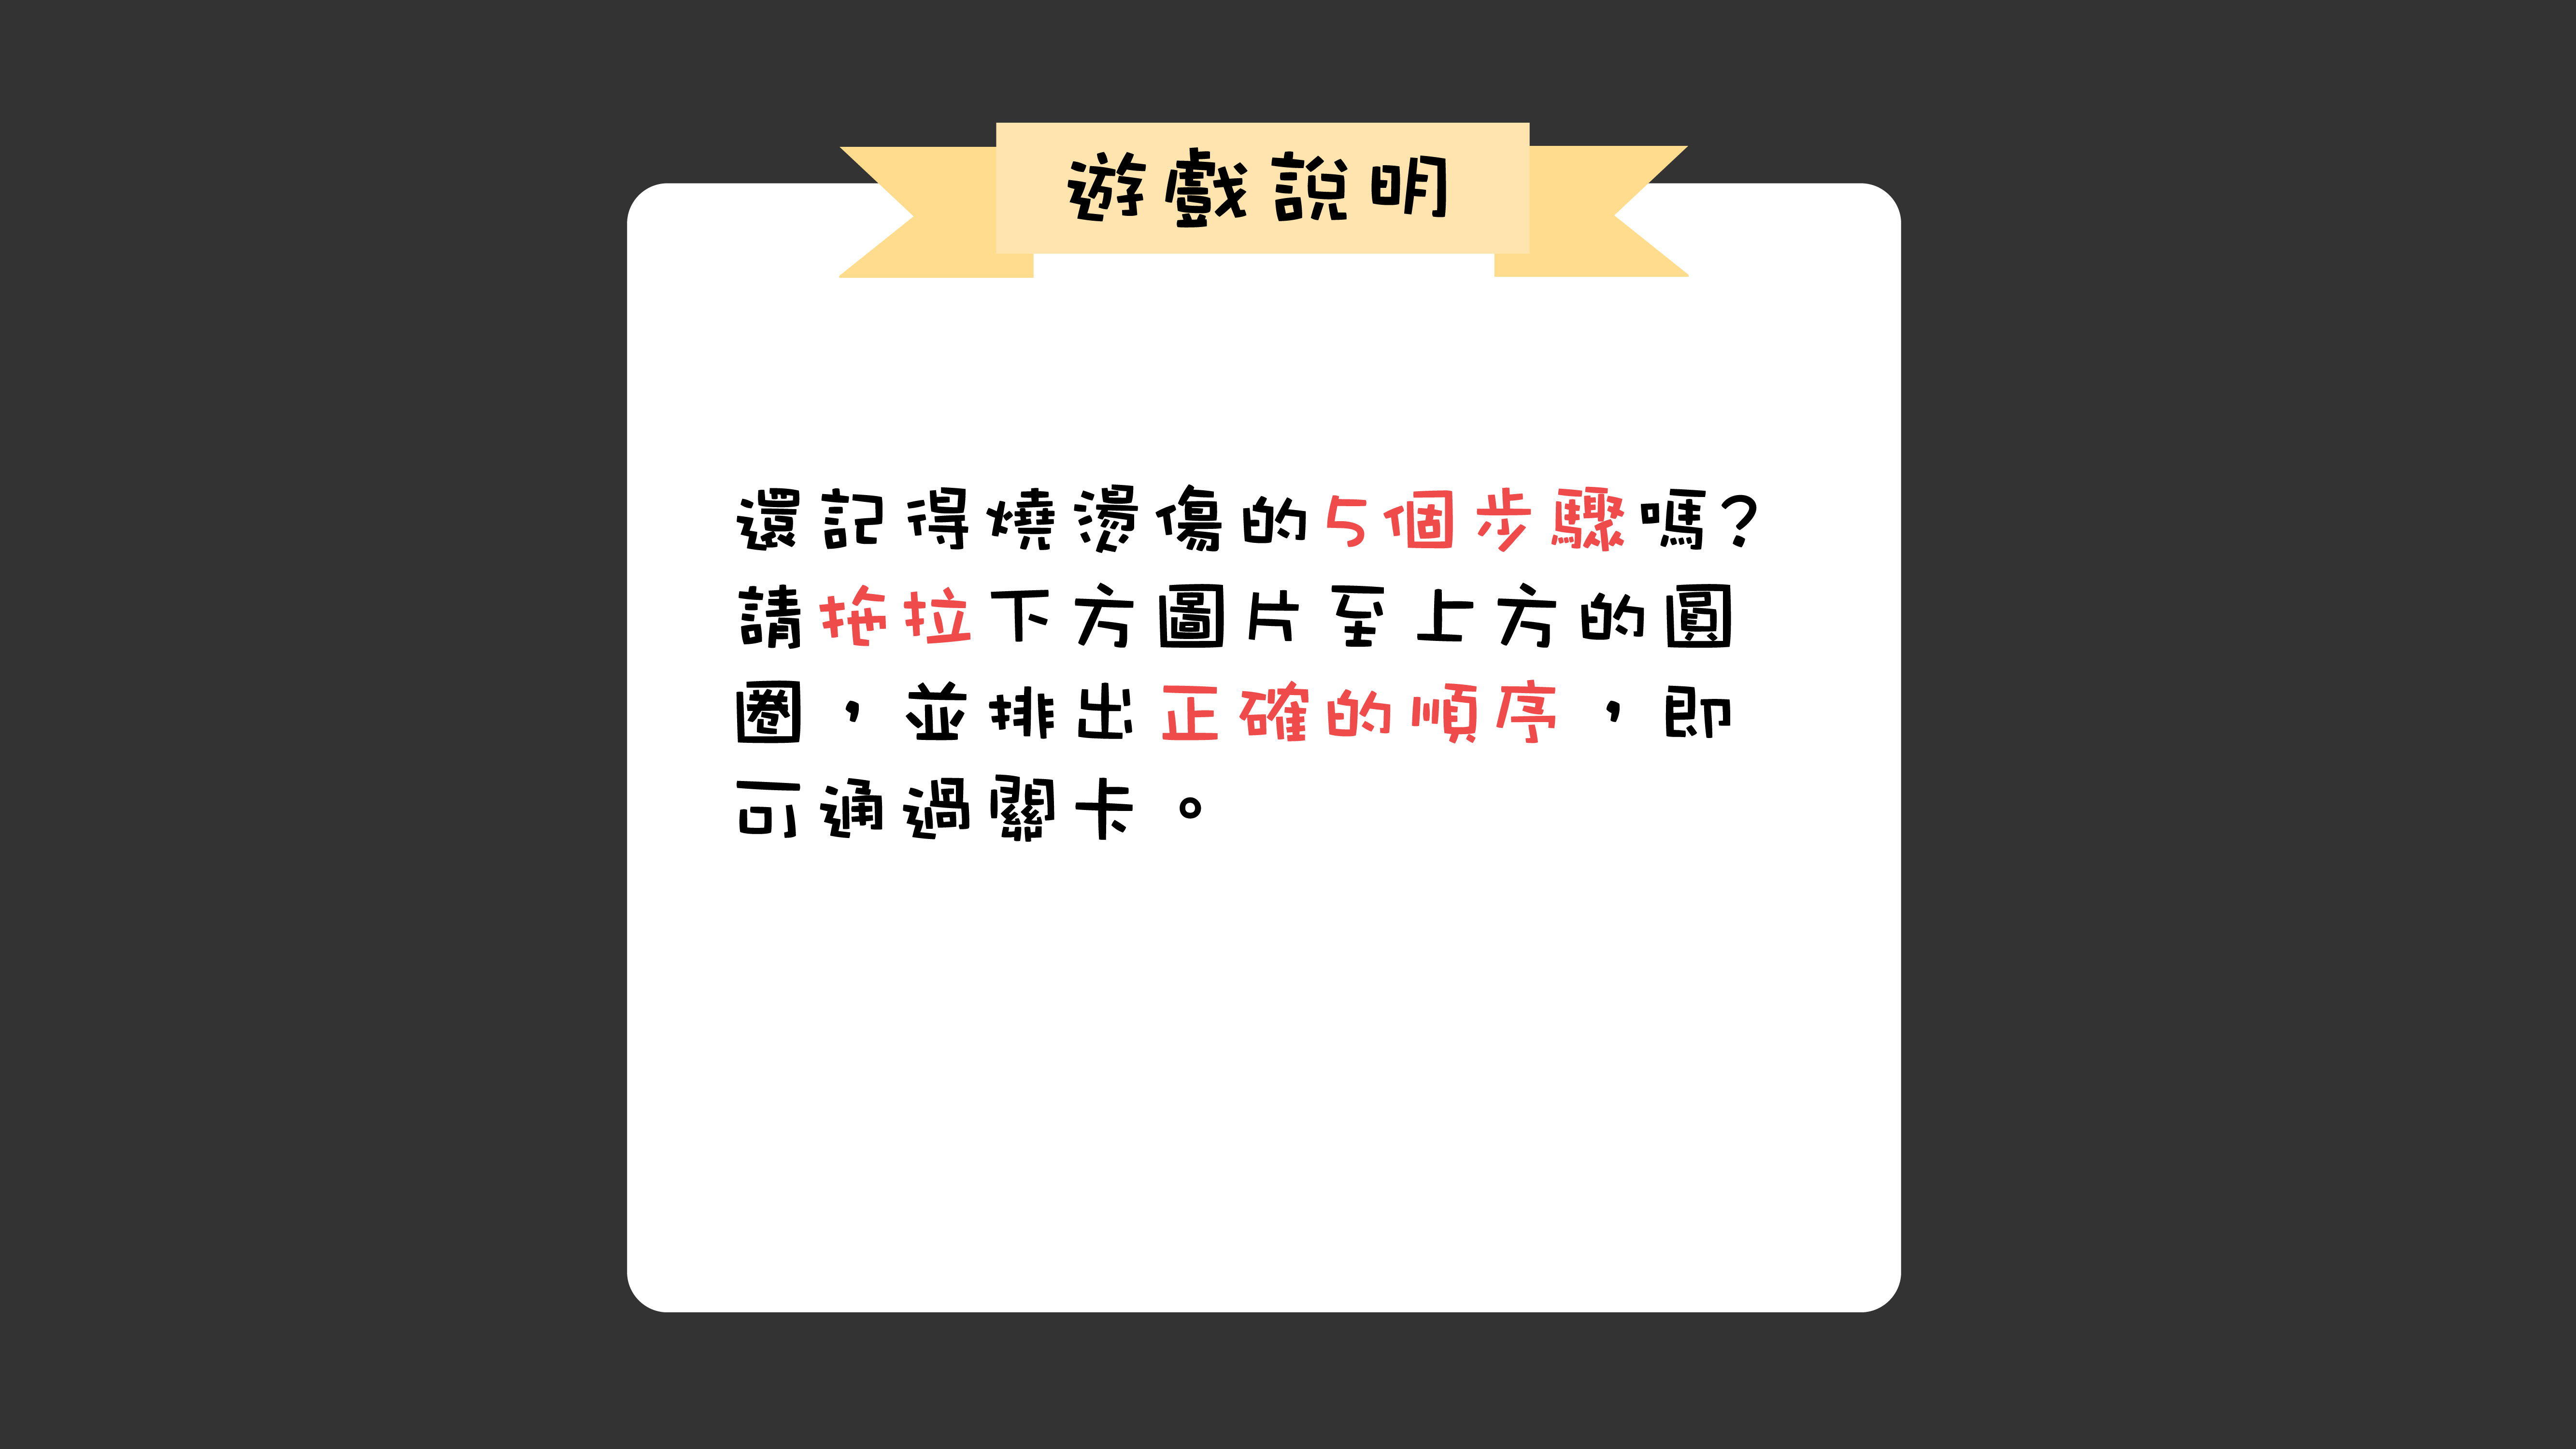 遊戲說明
還記得燒燙傷的5個步驟嗎?
請拖拉下方圖片至上方的圓
圈，並排出正確的順序，即
可通過關卡。